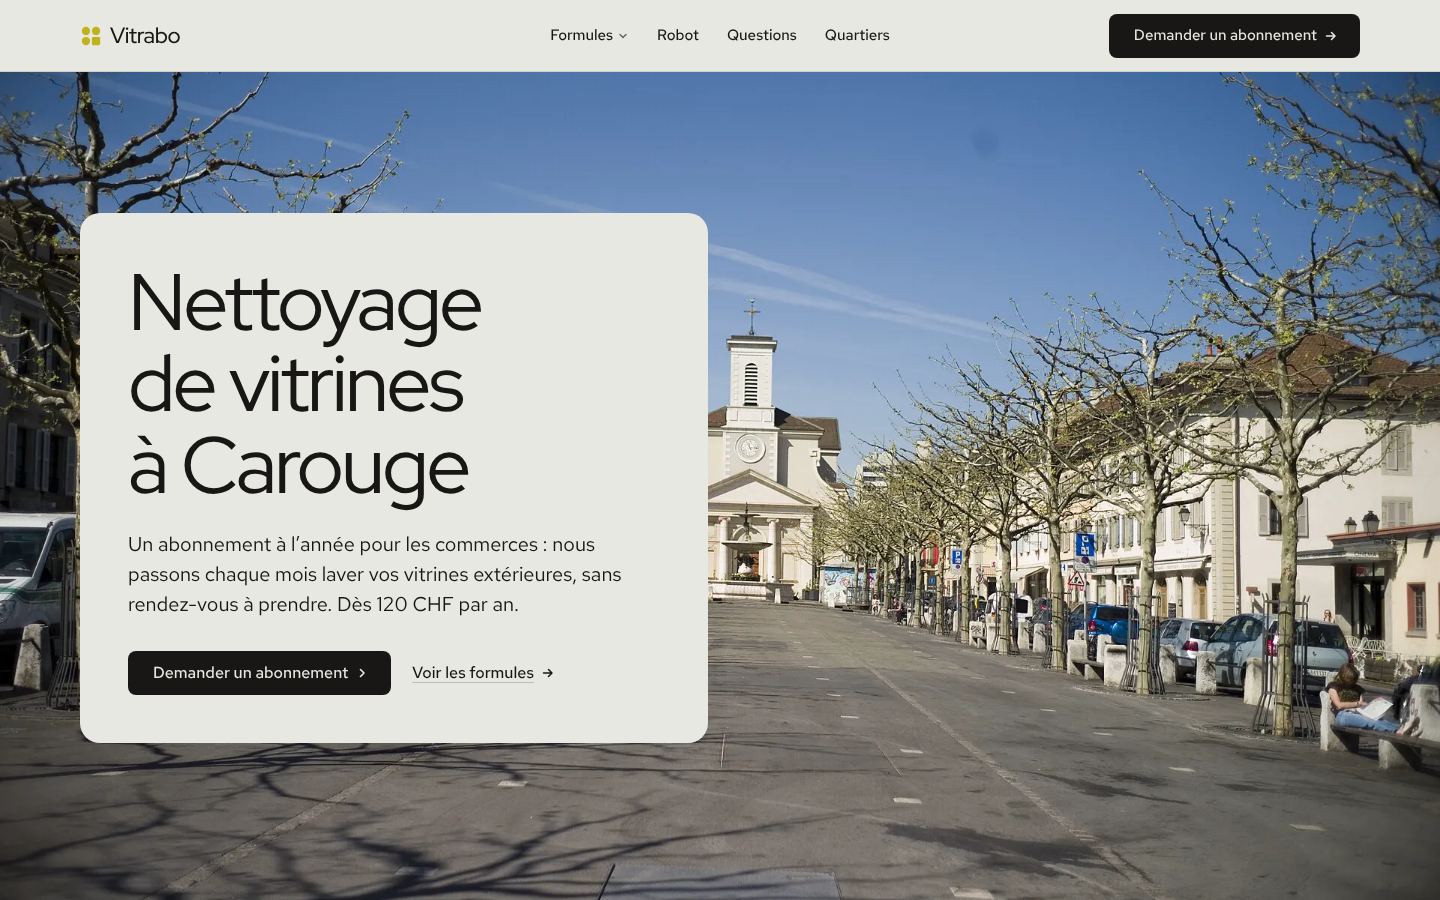 Vitrabo
Formules
Robot
Questions
Quartiers
Demander un abonnement
Nettoyage
de vitrines
à Carouge
Un abonnement à l’année pour les commerces : nous
passons chaque mois laver vos vitrines extérieures, sans
rendez-vous à prendre. Dès 120 CHF par an.
Demander un abonnement
Voir les formules